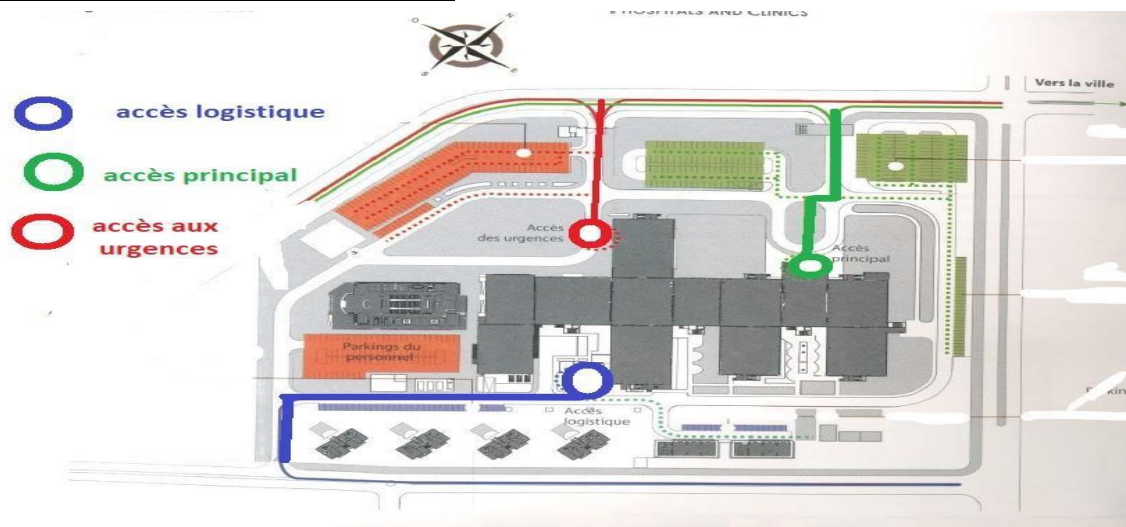 HOSPITALS AND CLINICS
O
N
S
E
Vers la ville
accès logistique
accès principal
accès aux
urgences
Accès
des urgences
Accès
principal
Parkings du
personnel
Accès
logistique